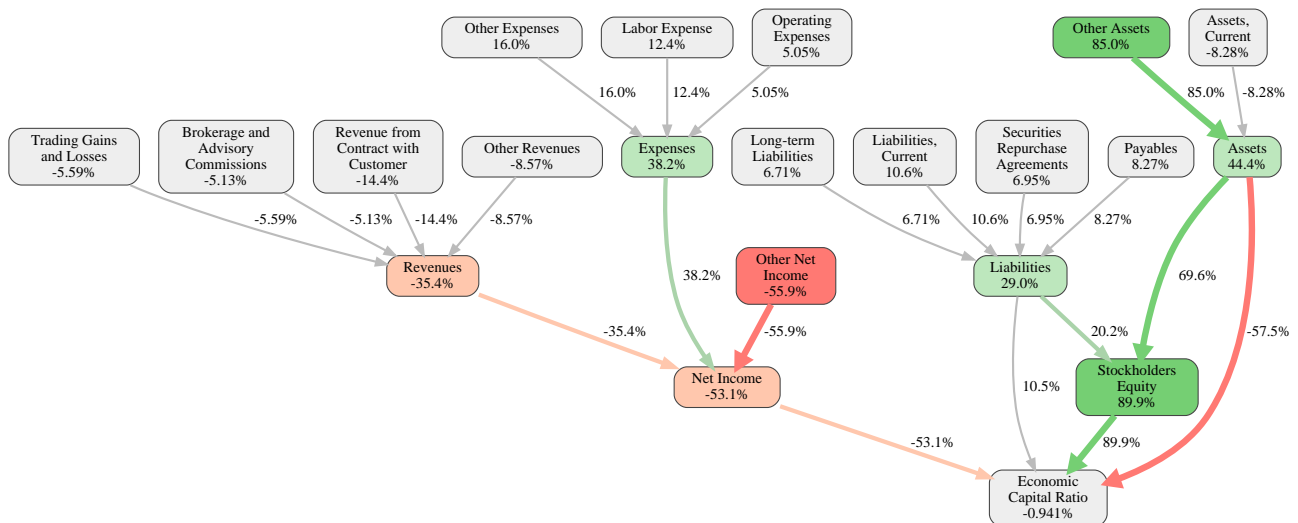 Other Expenses
16.0%
Labor Expense
12.4%
Operating
Expenses
5.05%
Other Assets
85.0%
Assets,
Current
-8.28%
16.0%
12.4%
5.05%
85.0%
-8.28%
Trading Gains
and Losses
-5.59%
Brokerage and
Advisory
Commissions
-5.13%
Revenue from
Contract with
Customer
-14.4%
Other Revenues
-8.57%
Expenses
38.2%
Long-term
Liabilities
6.71%
Liabilities,
Current
10.6%
Securities
Repurchase
Agreements
6.95%
Payables
8.27%
Assets
44.4%
-5.59%
-5.13%
-14.4%
-8.57%
6.71%
10.6%
6.95%
8.27%
Revenues
-35.4%
38.2%
Other Net
Income
-55.9%
Liabilities
29.0%
69.6%
-35.4%
-55.9%
20.2%
-57.5%
Net Income
-53.1%
10.5%
Stockholders
Equity
89.9%
-53.1%
89.9%
Economic
Capital Ratio
-0.941%